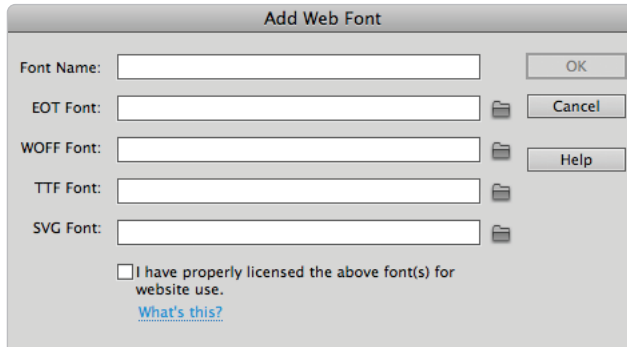 Add Web Font
Font Name:
OK
EOT Font:
Cancel
WOFF Font:
Help
TTF Font:
SVG Font:
I have properly licensed the above font(s) for
website use.
What's this?